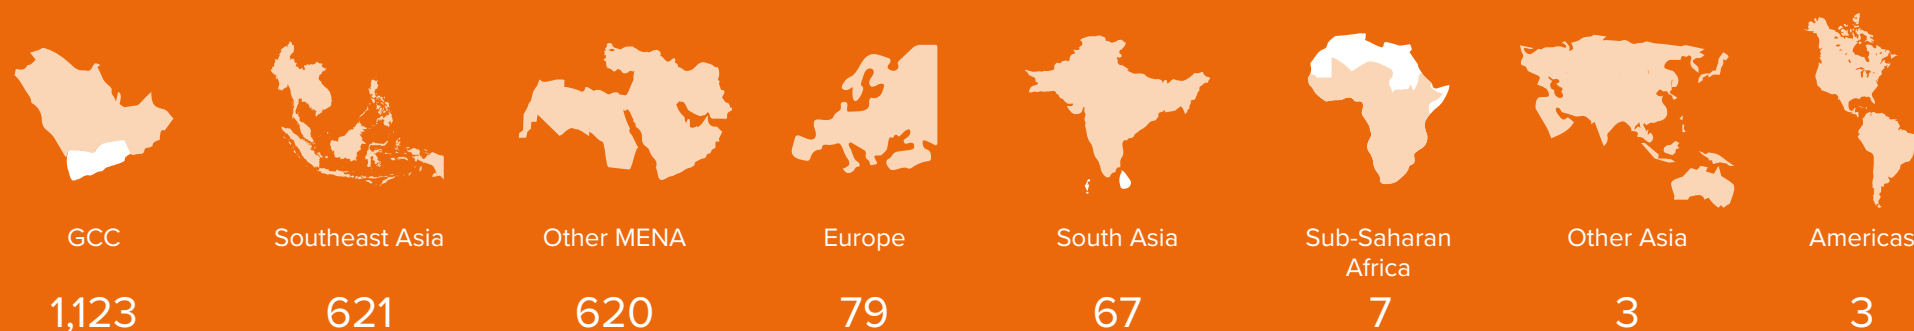 GCC
Southeast Asia
Other MENA
Europe
South Asia
Sub-Saharan
Africa
Other Asia
Americas
1,123
621
620
79
67
7
3
3